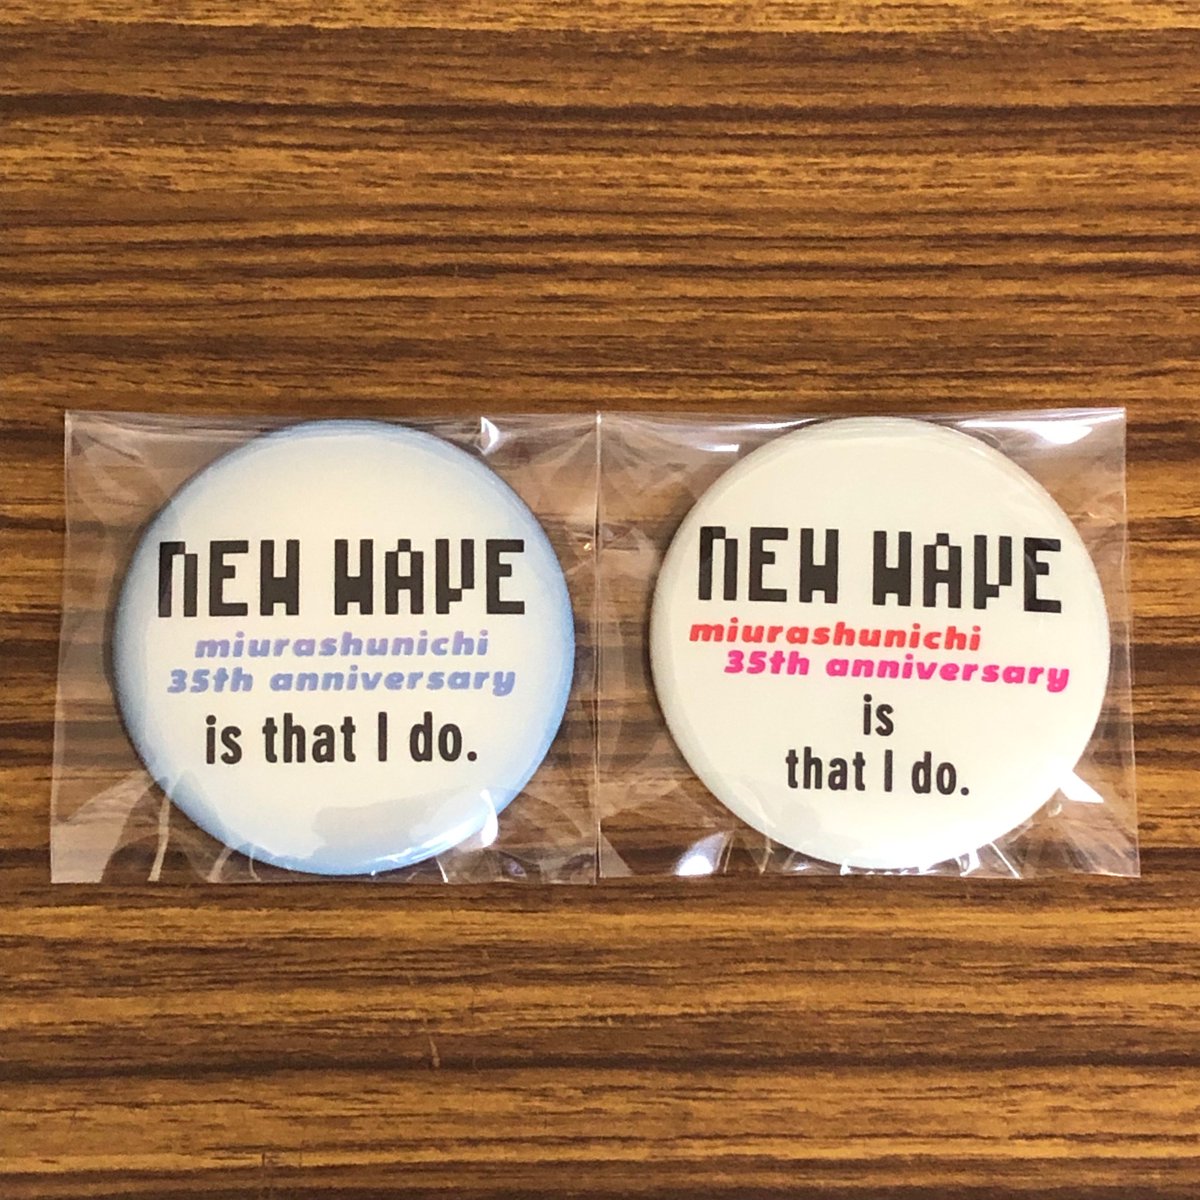 NEW WAVE
miurashunichi
35th anniversary
is that I do.
NEW WAVE
miurashunichi
35th anniversary
is
that I do.